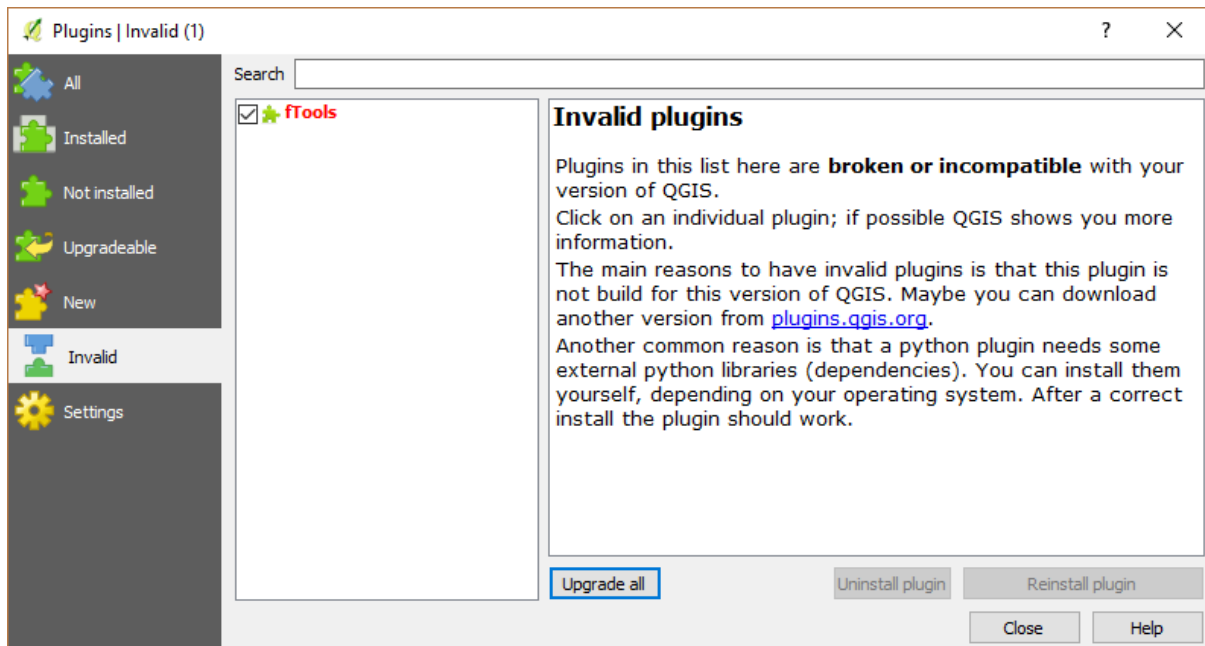 Plugins | Invalid (1)
?
All
Installed
Not installed
Upgradeable
New
Invalid
Settings
Search
fTools
Invalid plugins
Plugins in this list here are broken or incompatible with your
version of QGIS.
Click on an individual plugin; if possible QGIS shows you more
information.
The main reasons to have invalid plugins is that this plugin is
not build for this version of QGIS. Maybe you can download
another version from plugins.qgis.org.
Another common reason is that a python plugin needs some
external python libraries (dependencies). You can install them
yourself, depending on your operating system. After a correct
install the plugin should work.
Upgrade all
Uninstall plugin
Reinstall plugin
Close
Help